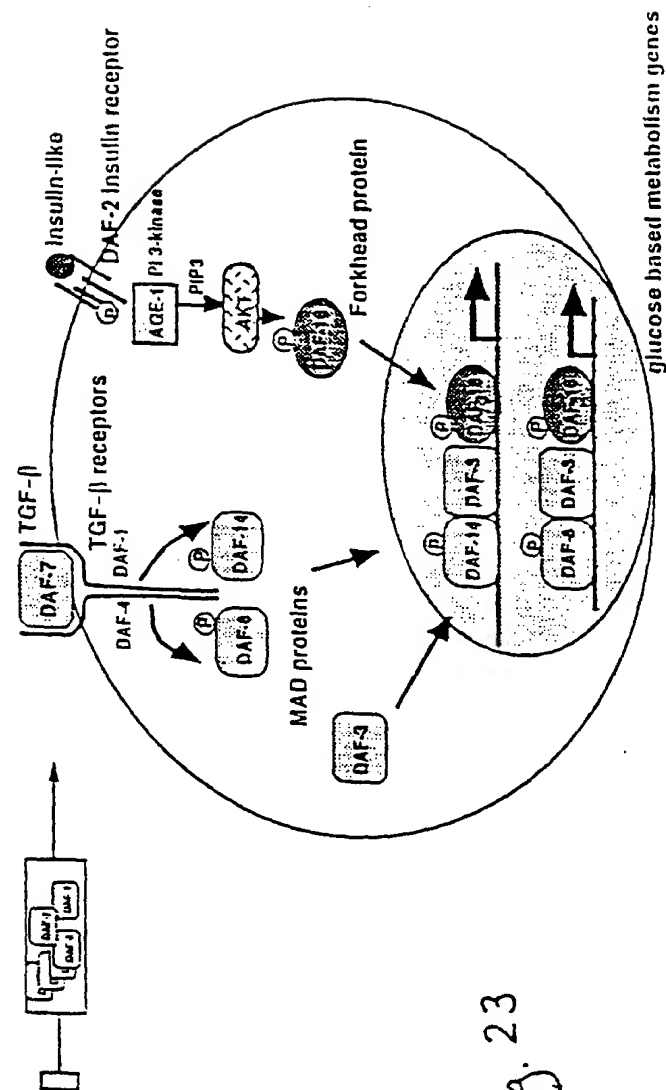 DAF-7
TGF-β
TGF-β receptors
DAF-4
DAF-1
P
P
DAF-8
DAF-14
MAD proteins
DAF-3
Insulin-like
DAF-2 Insulin receptor
P
AGE-1
PI 3-kinase
PIP3
AKT
P
DAF-16
Forkhead protein
P
P
DAF-14
DAF-3
DAF-16
P
P
DAF-8
DAF-3
DAF-16
glucose based metabolism genes
23